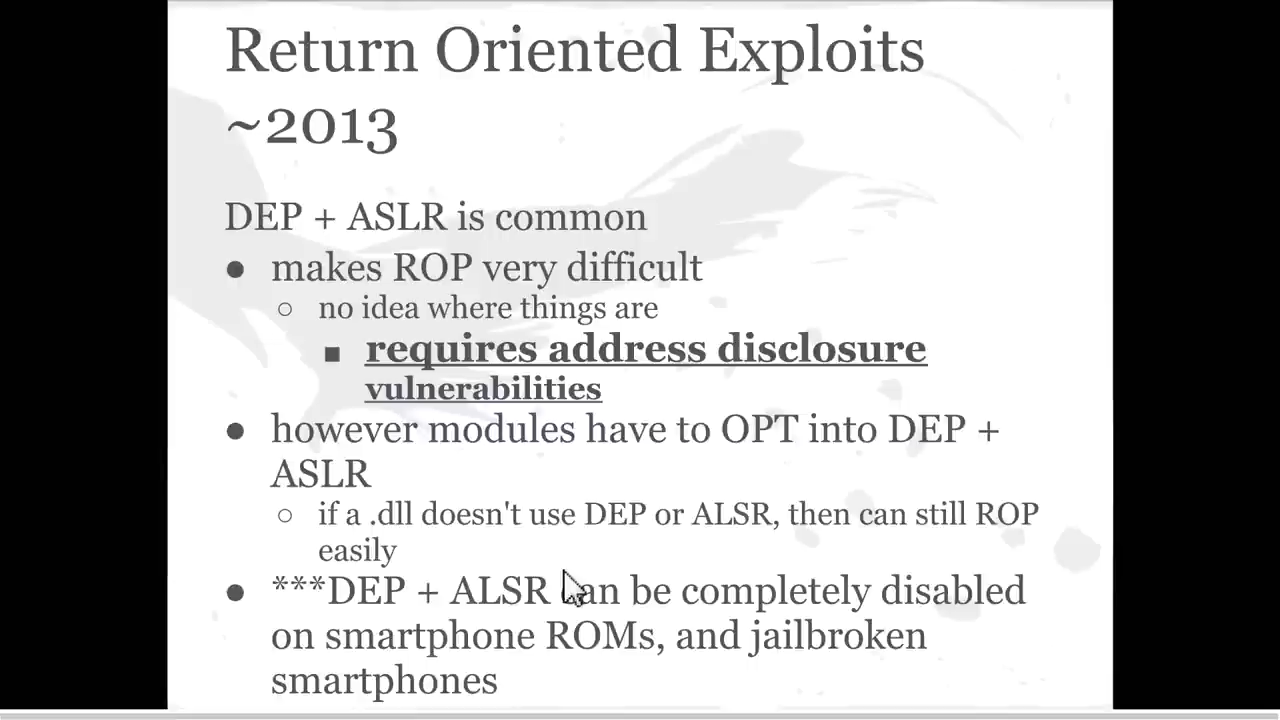 Return Oriented Exploits
~2013
DEP + ASLR is common
● makes ROP very difficult
○ no idea where things are
■ requires address disclosure
vulnerabilities
● however modules have to OPT into DEP +
ASLR
○ if a .dll doesn't use DEP or ALSR, then can still ROP
easily
● ***DEP + ALSR can be completely disabled
on smartphone ROMs, and jailbroken
smartphones